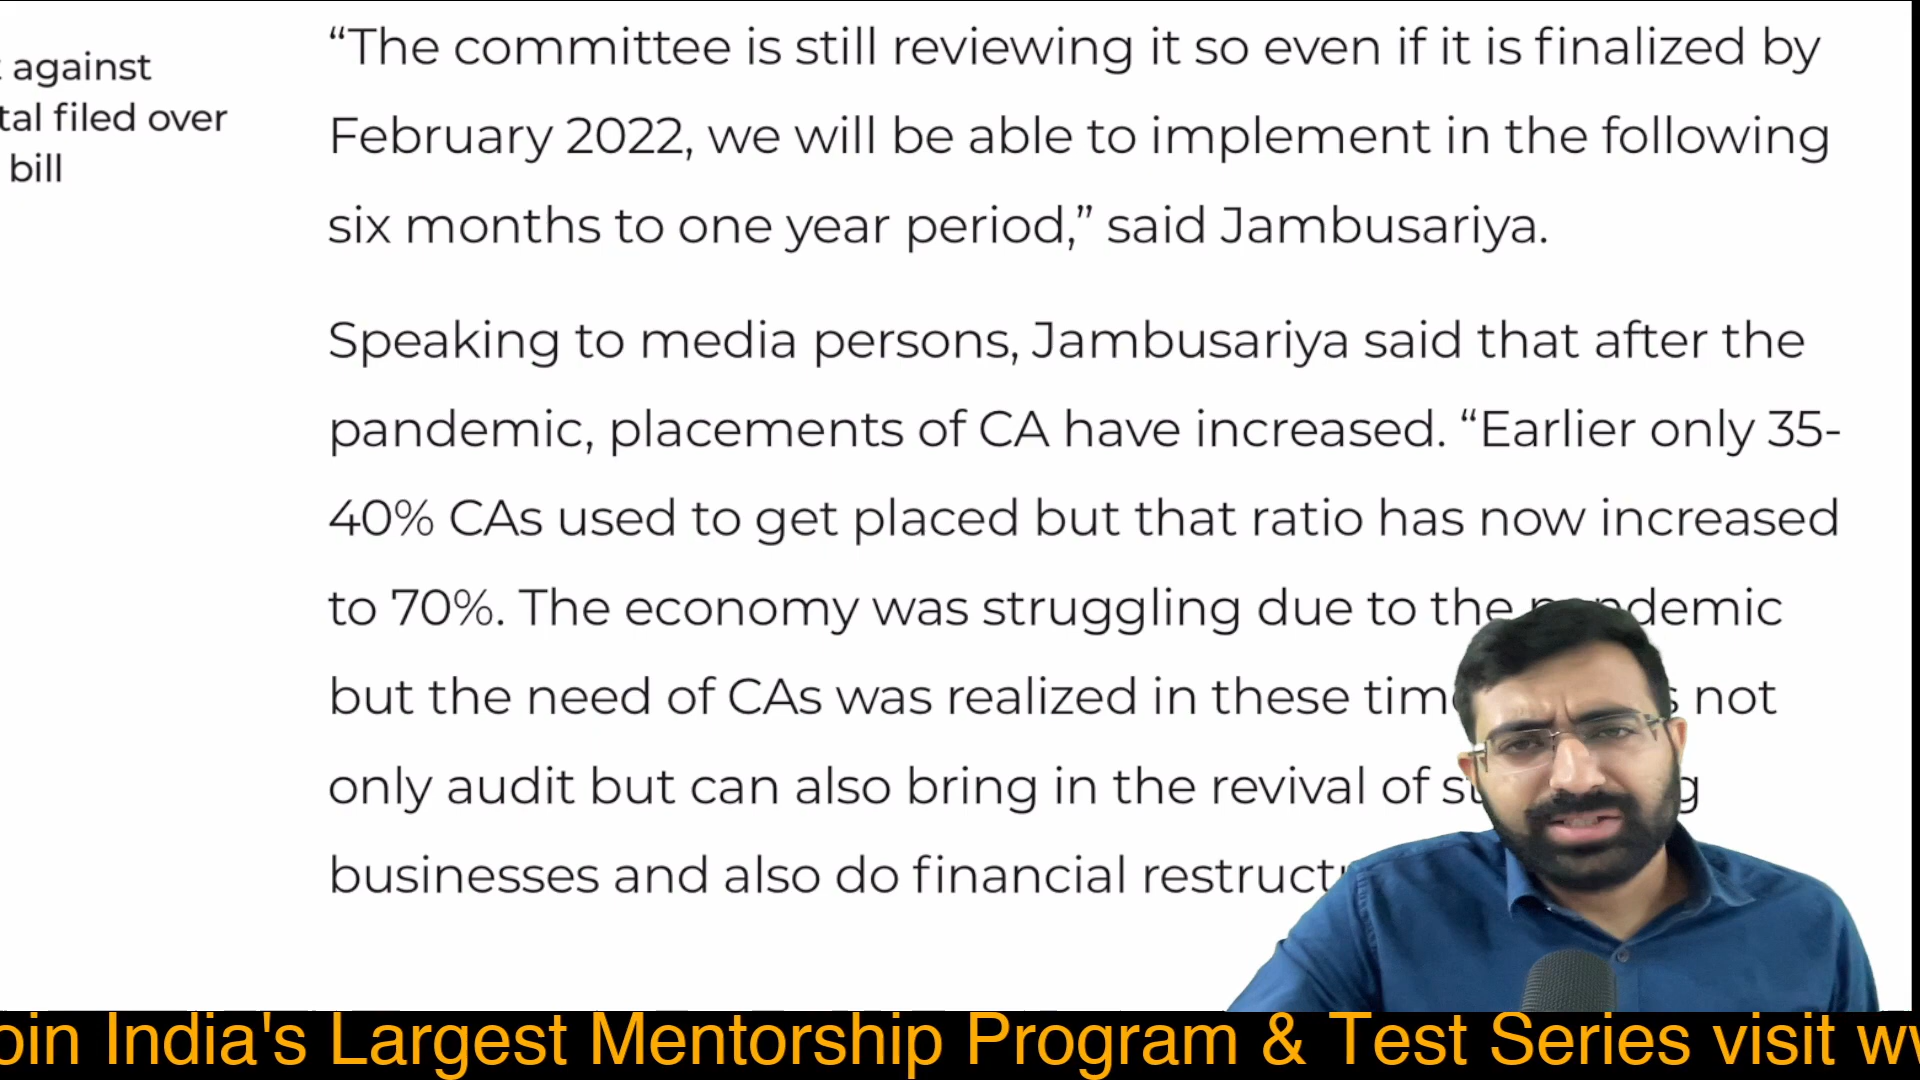 against
filed over
bill
“The committee is still reviewing it so even if it is finalized by
February 2022, we will be able to implement in the following
six months to one year period,” said Jambusariya.
Speaking to media persons, Jambusariya said that after the
pandemic, placements of CA have increased. “Earlier only 35-
40% CAs used to get placed but that ratio has now increased
to 70%. The economy was struggling due to the
but the need of CAs was realized in these not
only audit but can also bring in the revival of
businesses and also do financial
India's Largest Mentorship Program & Test Series visit